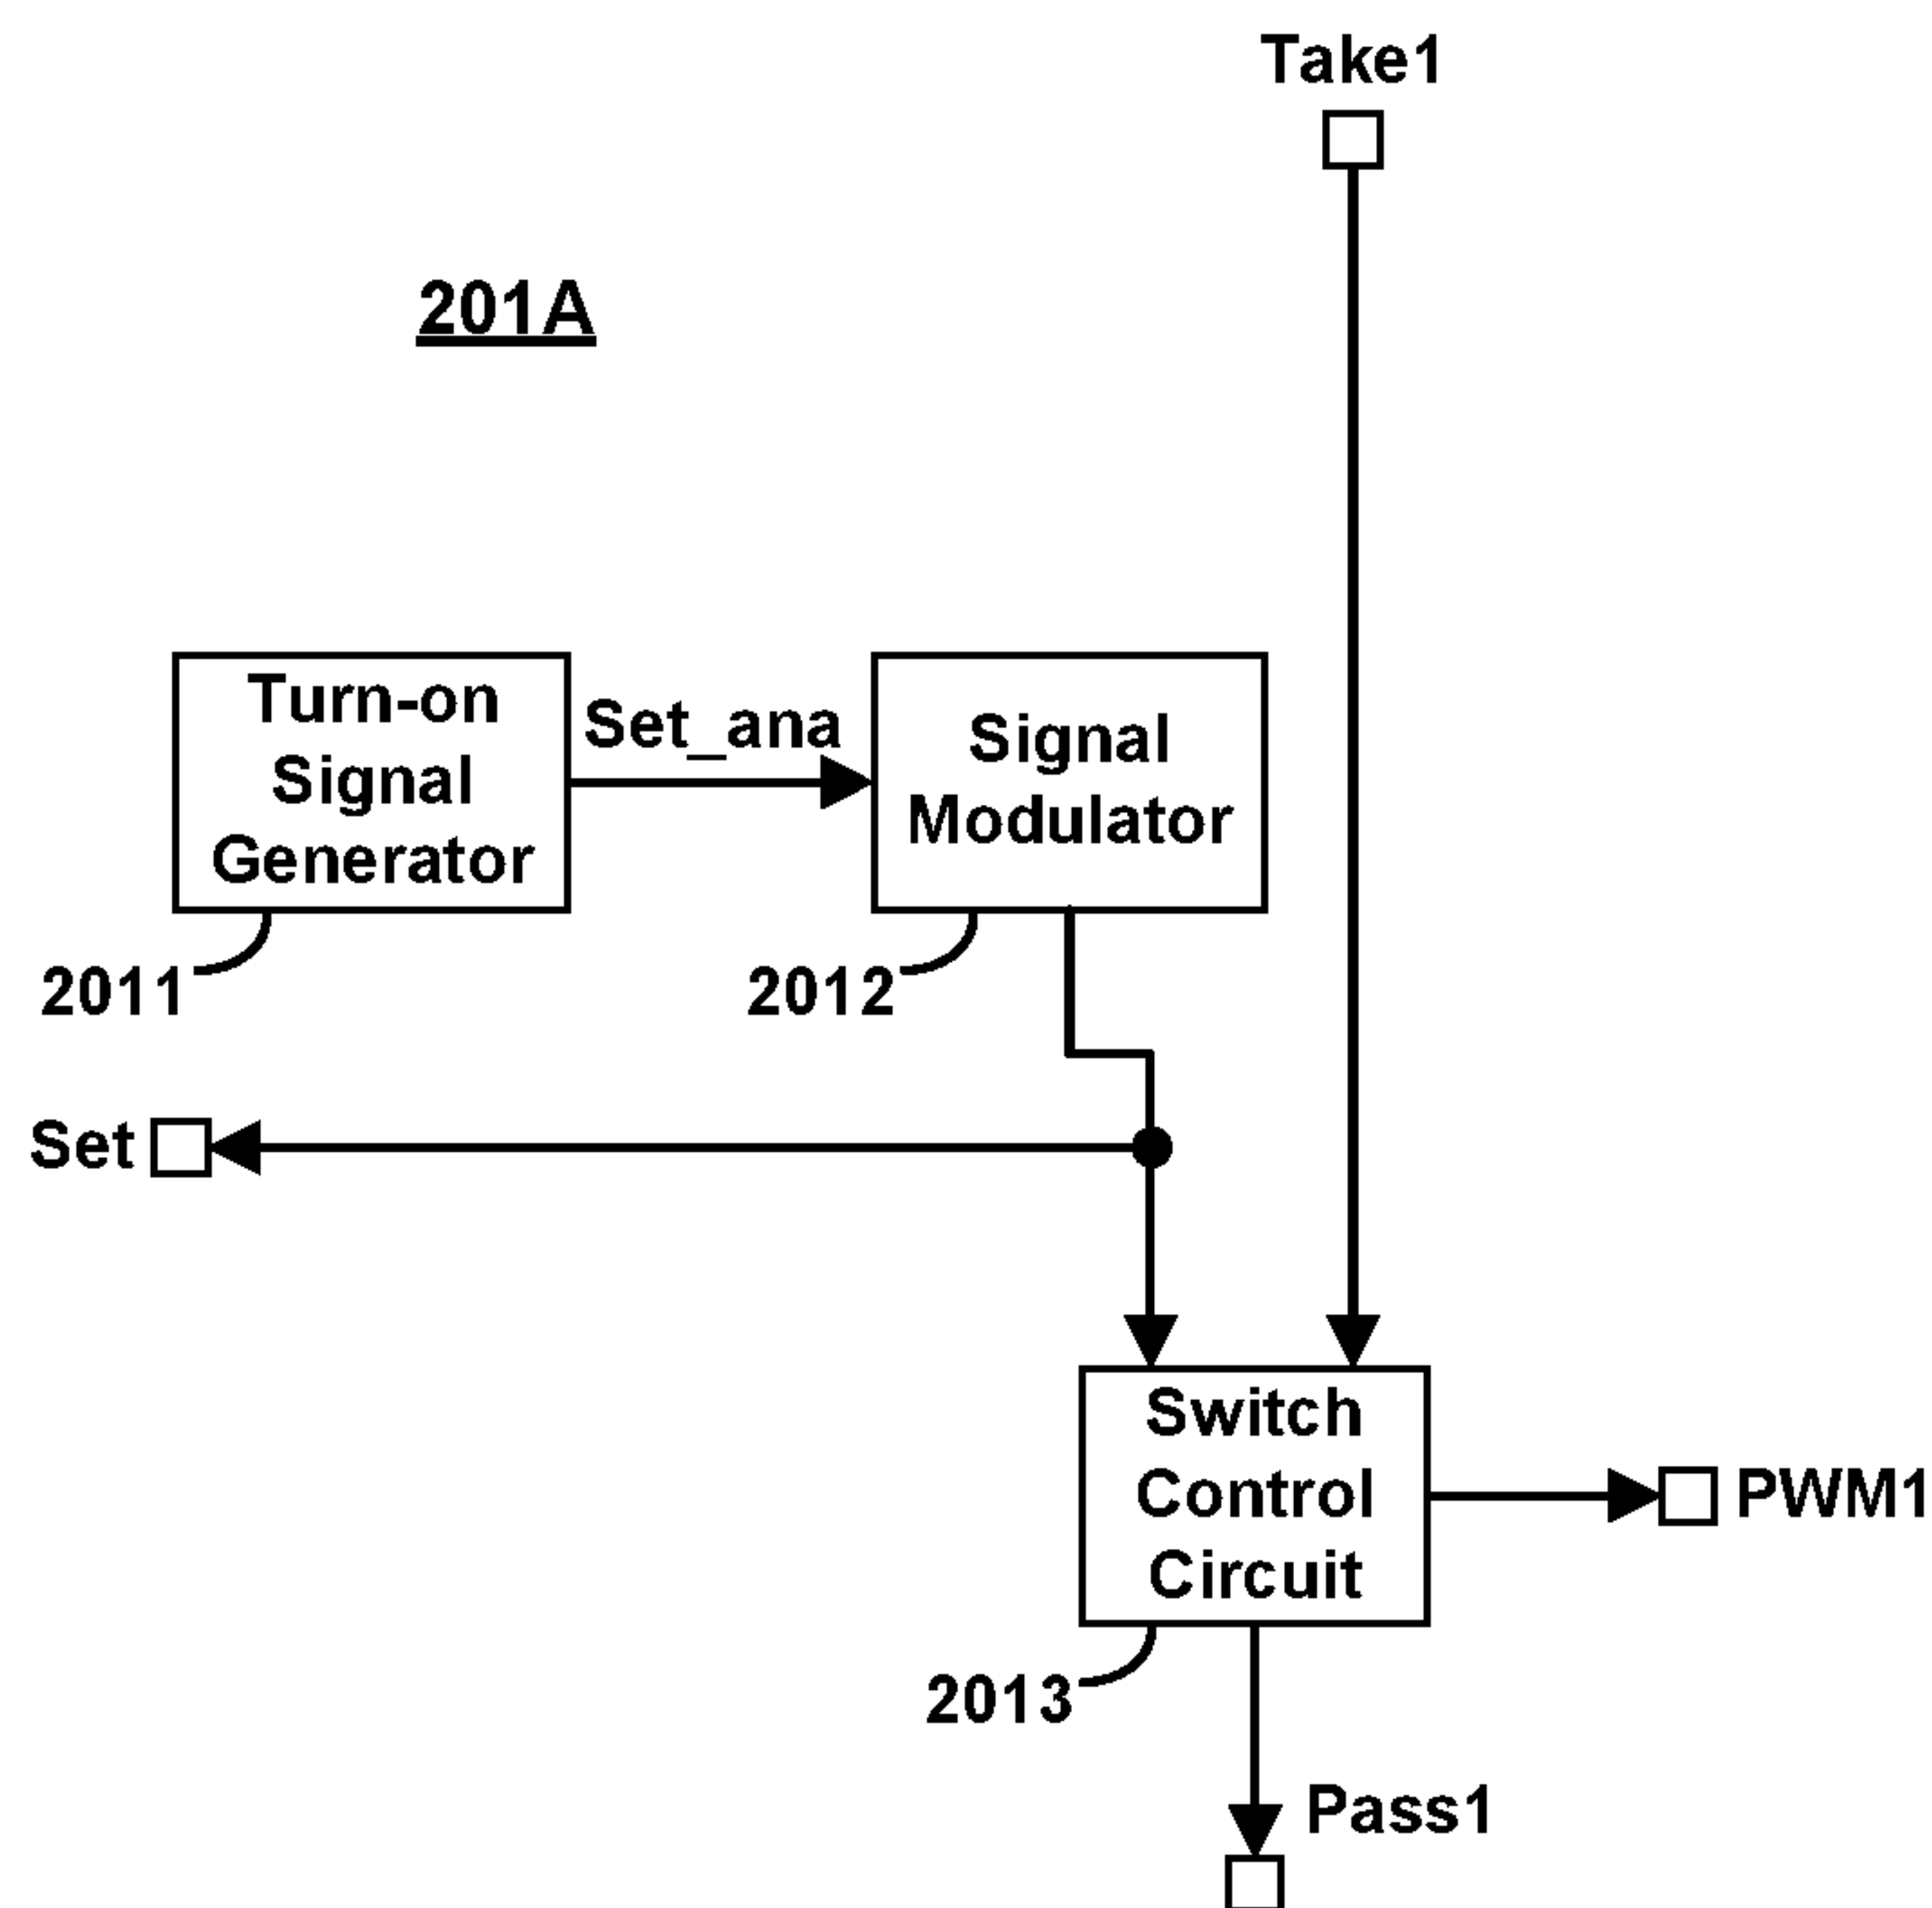 Take1
201A
Turn-on
Signal
Generator
Set_ana
Signal
Modulator
2011
2012
Set
Switch
Control
Circuit
PWM1
2013
Pass1